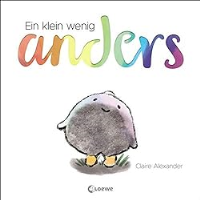 Ein klein wenig
anders
Claire Alexander
Loewe